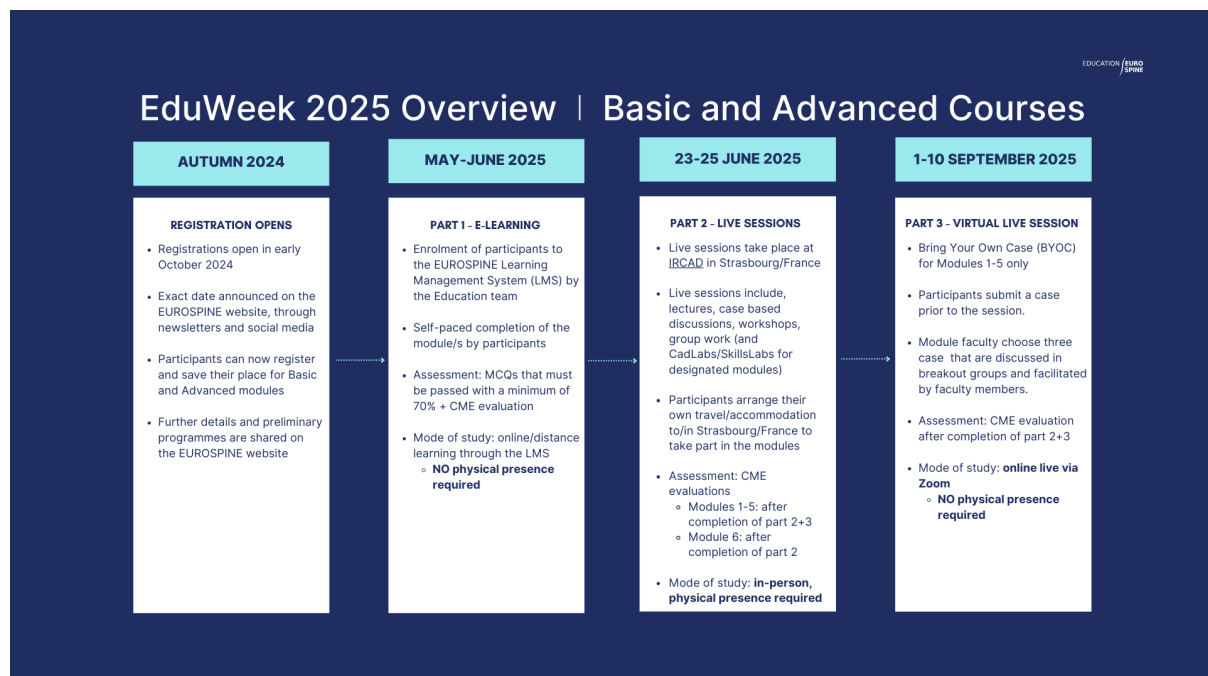 EDUCATION EURO
SPINE
EduWeek 2025 Overview | Basic and Advanced Courses
AUTUMN 2024
REGISTRATION OPENS
• Registrations open in early
October 2024
• Exact date announced on the
EUROSPINE website, through
newsletters and social media
• Participants can now register
and save their place for Basic
and Advanced modules
• Further details and preliminary
programmes are shared on
the EUROSPINE website
MAY-JUNE 2025
PART 1 - E-LEARNING
• Enrolment of participants to
the EUROSPINE Learning
Management System (LMS) by
the Education team
• Self-paced completion of the
module/s by participants
• Assessment: MCQs that must
be passed with a minimum of
70% + CME evaluation
• Mode of study: online/distance
learning through the LMS
◦ NO physical presence
required
23-25 JUNE 2025
PART 2 - LIVE SESSIONS
• Live sessions take place at
IRCAD in Strasbourg/France
• Live sessions include,
lectures, case based
discussions, workshops,
group work (and
CadLabs/SkillsLabs for
designated modules)
• Participants arrange their
own travel/accommodation
to/in Strasbourg/France to
take part in the modules
• Assessment: CME
evaluations
◦ Modules 1-5: after
completion of part 2+3
◦ Module 6: after
completion of part 2
• Mode of study: in-person,
physical presence required
1-10 SEPTEMBER 2025
PART 3 - VIRTUAL LIVE SESSION
• Bring Your Own Case (BYOC)
for Modules 1-5 only
• Participants submit a case
prior to the session.
• Module faculty choose three
case that are discussed in
breakout groups and facilitated
by faculty members.
• Assessment: CME evaluation
after completion of part 2+3
• Mode of study: online live via
Zoom
◦ NO physical presence
required